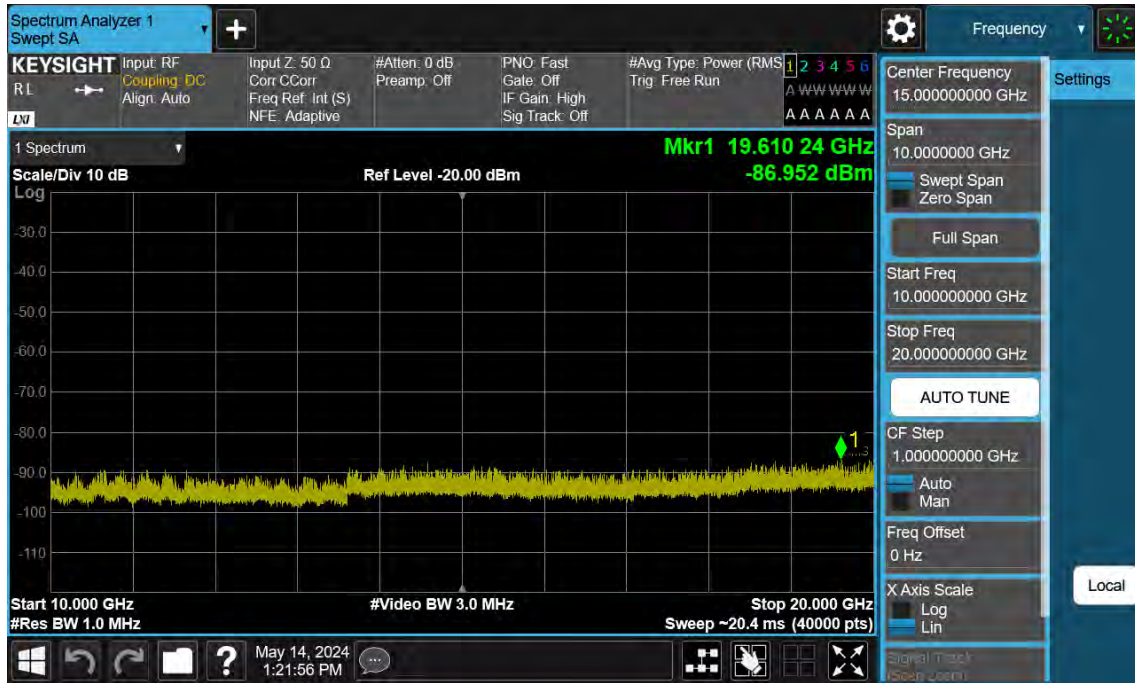 Spectrum Analyzer 1
Swept SA
Frequency
KEYSIGHT
R L
LXI
Input: RF
Coupling: DC
Align: Auto
Input Z: 50 Ω
Corr CCorr
Freq Ref: Int (S)
NFE: Adaptive
#Atten: 0 dB
Preamp: Off
PNO: Fast
Gate: Off
IF Gain: High
Sig Track: Off
#Avg Type: Power (RMS
Trig: Free Run
1 2 3 4 5 6
A W W W W W
A A A A A A
1 Spectrum
Scale/Div 10 dB
Ref Level -20.00 dBm
Mkr1 19.610 24 GHz
-86.952 dBm
Log
-30.0
-40.0
-50.0
-60.0
-70.0
-80.0
-90.0
-100
-110
1
Start 10.000 GHz
#Video BW 3.0 MHz
Stop 20.000 GHz
#Res BW 1.0 MHz
Sweep ~20.4 ms (40000 pts)
Center Frequency
15.000000000 GHz
Span
10.0000000 GHz
Swept Span
Zero Span
Full Span
Start Freq
10.000000000 GHz
Stop Freq
20.000000000 GHz
AUTO TUNE
CF Step
1.000000000 GHz
Auto
Man
Freq Offset
0 Hz
X Axis Scale
Log
Lin
Signal Track
(Span Zoom)
Settings
Local
?
May 14, 2024
1:21:56 PM